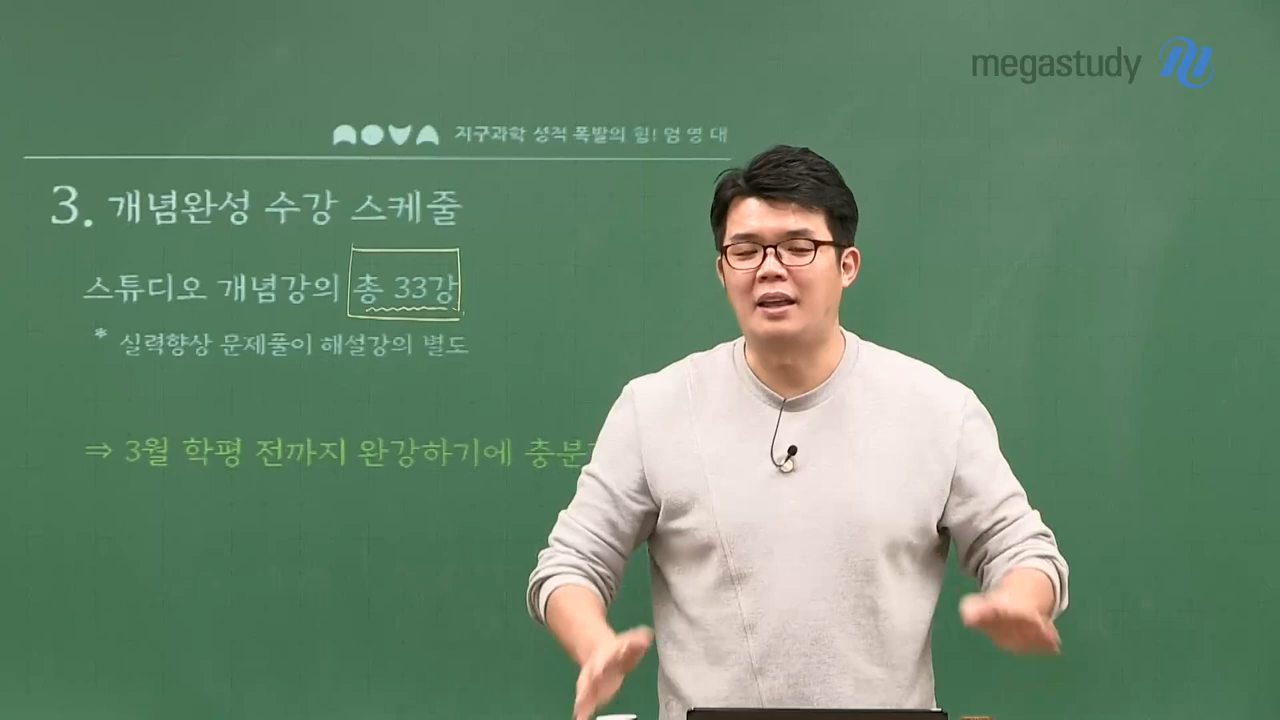 megastudy
지구과학 성적 폭발의 힘! 엄영대
3. 개념완성 수강 스케줄
스튜디오 개념강의 총 33강
* 실력향상 문제풀이 해설강의 별도
⇒ 3월 학평 전까지 완강하기에 충분